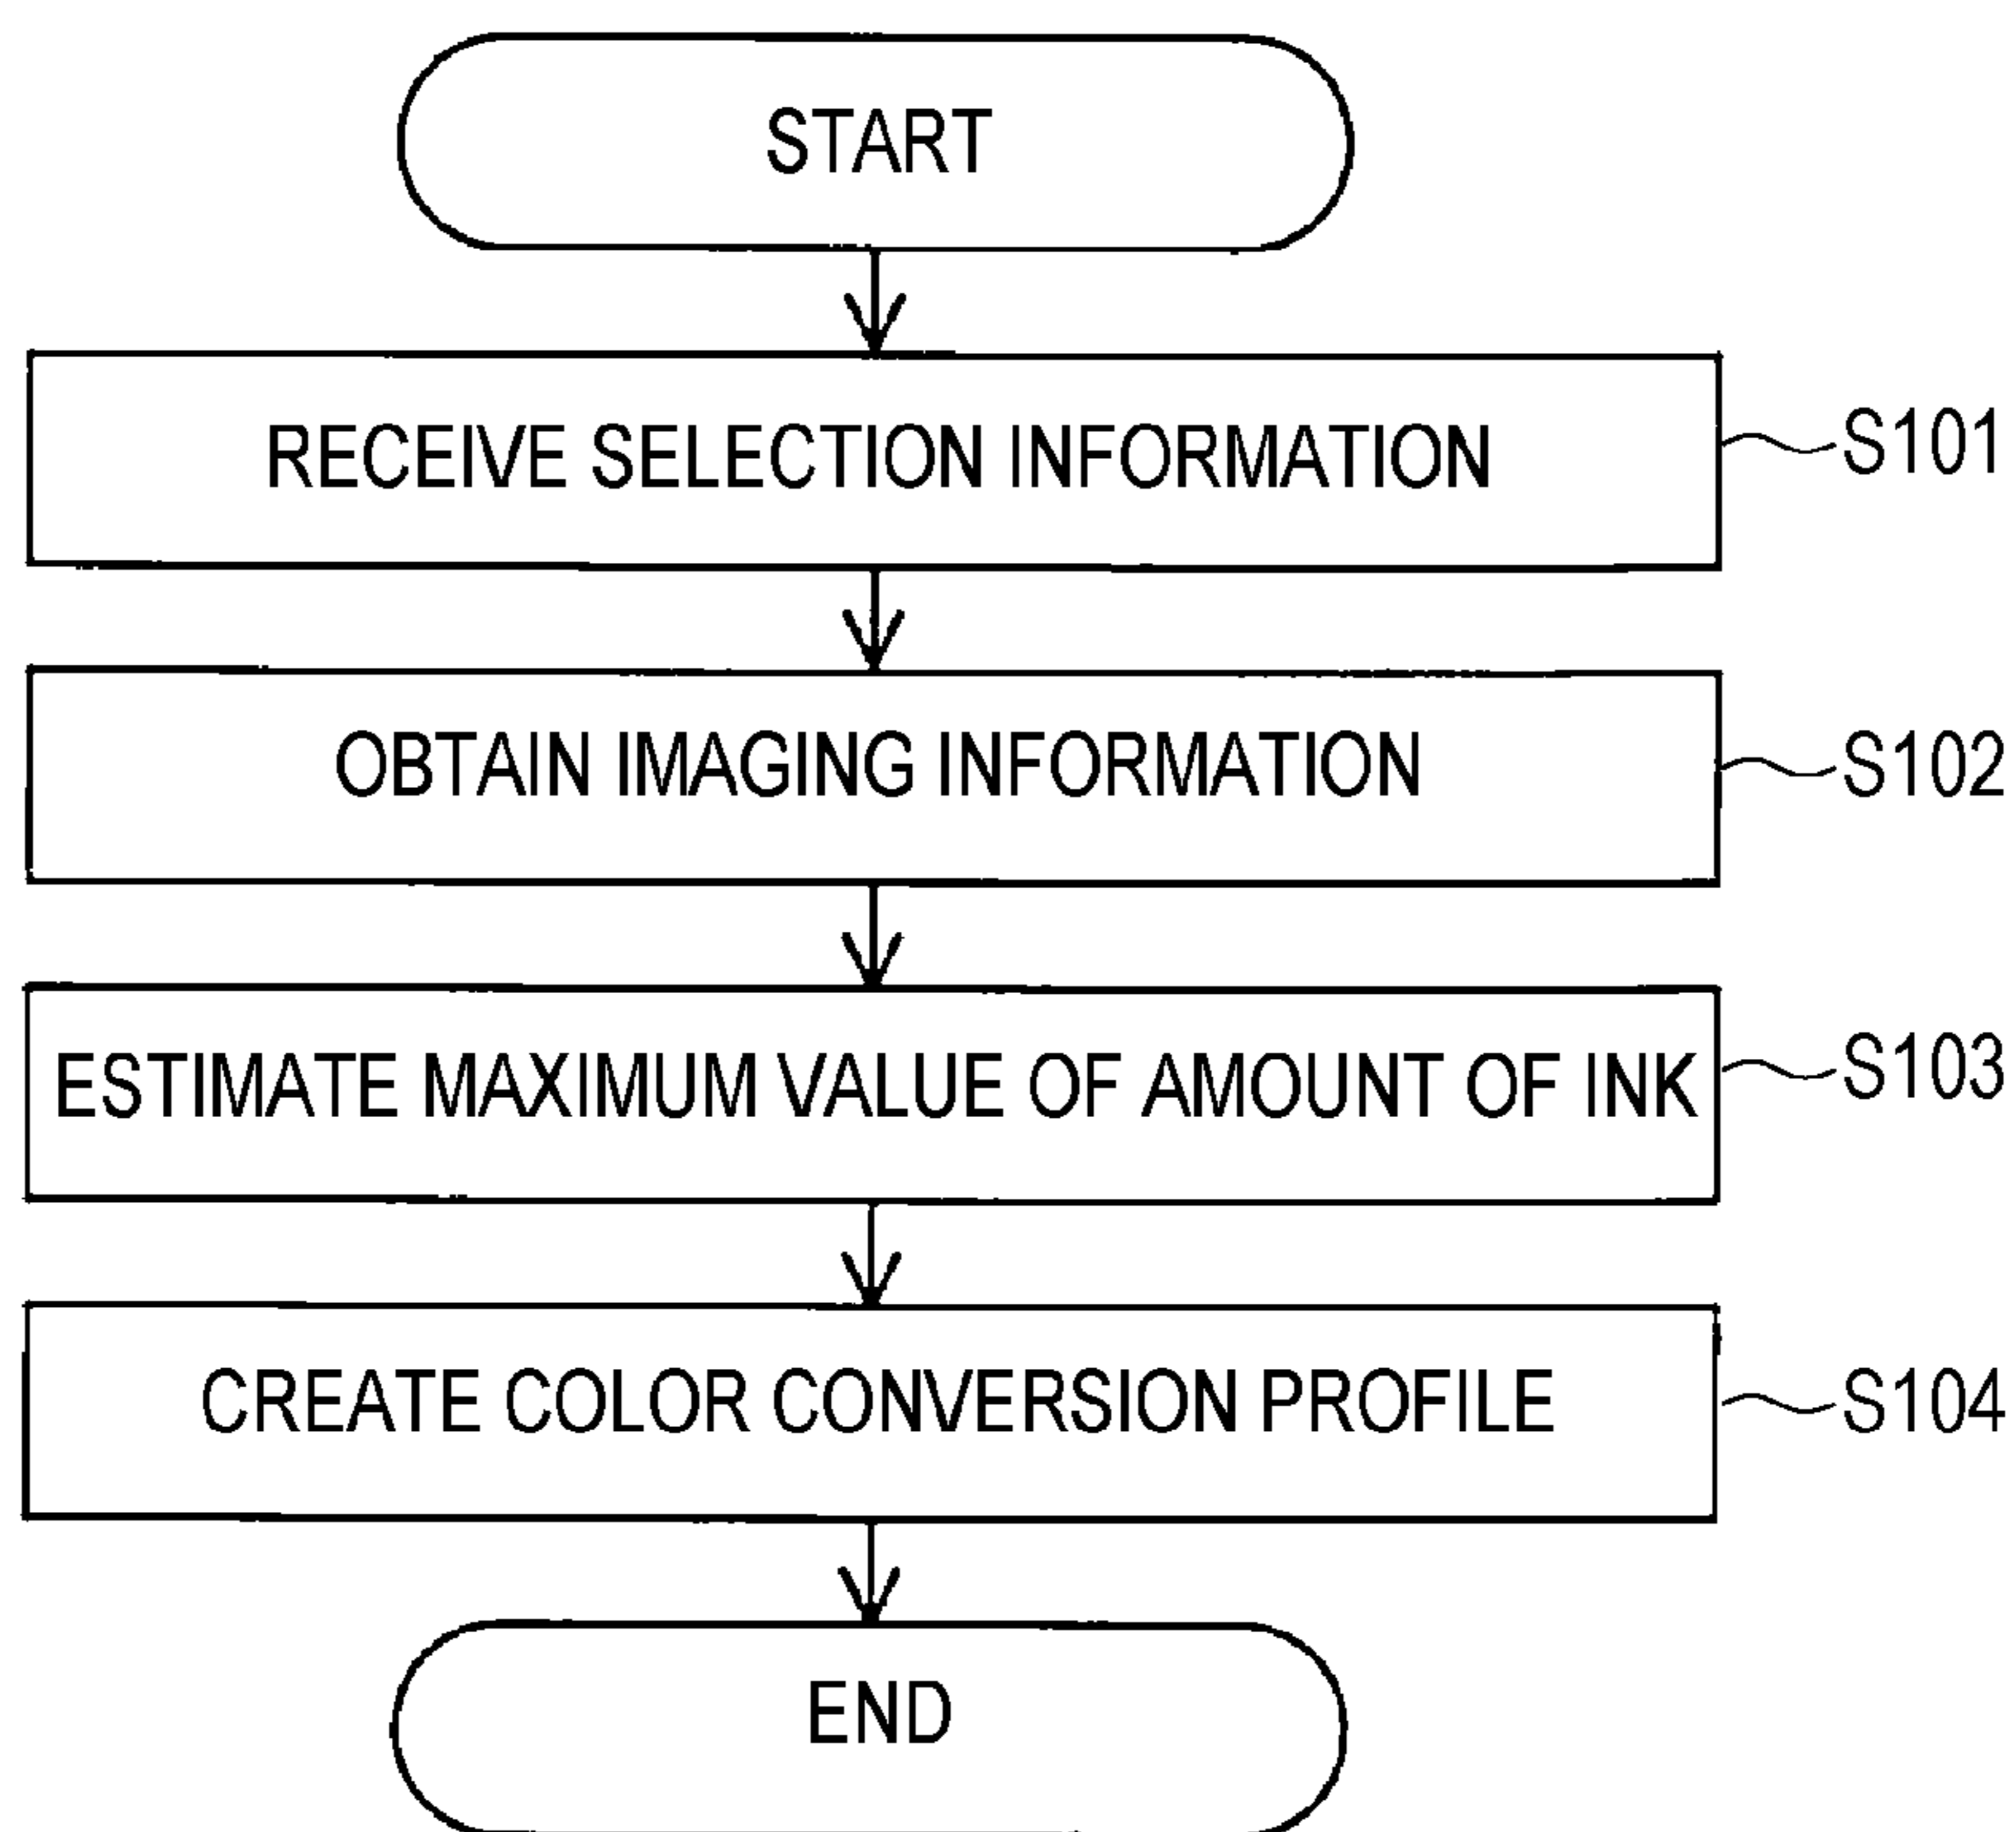 START
RECEIVE SELECTION INFORMATION
S101
OBTAIN IMAGING INFORMATION
S102
ESTIMATE MAXIMUM VALUE OF AMOUNT OF INK
S103
CREATE COLOR CONVERSION PROFILE
S104
END